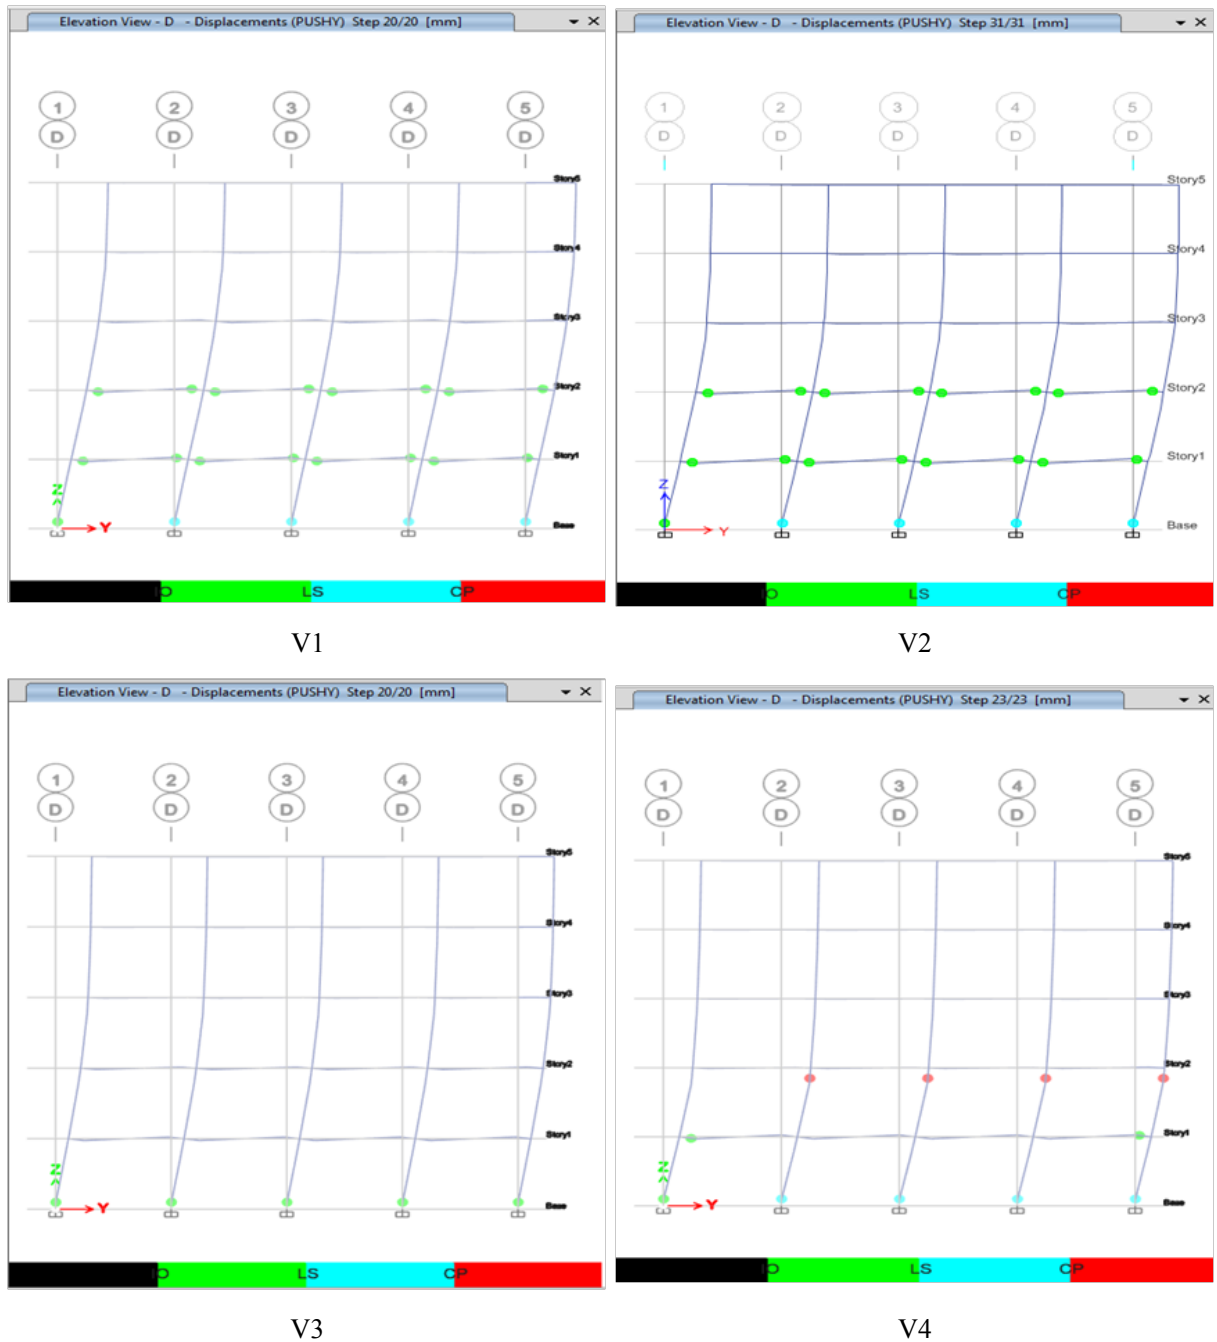 Elevation View - D - Displacements (PUSHY) Step 20/20 [mm]
1 2 3 4 5
D D D D D
Story5
Story4
Story3
Story2
Story1
Z
Y
Base
IO LS CP
V1
Elevation View - D - Displacements (PUSHY) Step 31/31 [mm]
1 2 3 4 5
D D D D D
Story5
Story4
Story3
Story2
Story1
Z
Y
Base
IO LS CP
V2
Elevation View - D - Displacements (PUSHY) Step 20/20 [mm]
1 2 3 4 5
D D D D D
Story5
Story4
Story3
Story2
Story1
Z
Y
Base
IO LS CP
V3
Elevation View - D - Displacements (PUSHY) Step 23/23 [mm]
1 2 3 4 5
D D D D D
Story5
Story4
Story3
Story2
Story1
Z
Y
Base
IO LS CP
V4